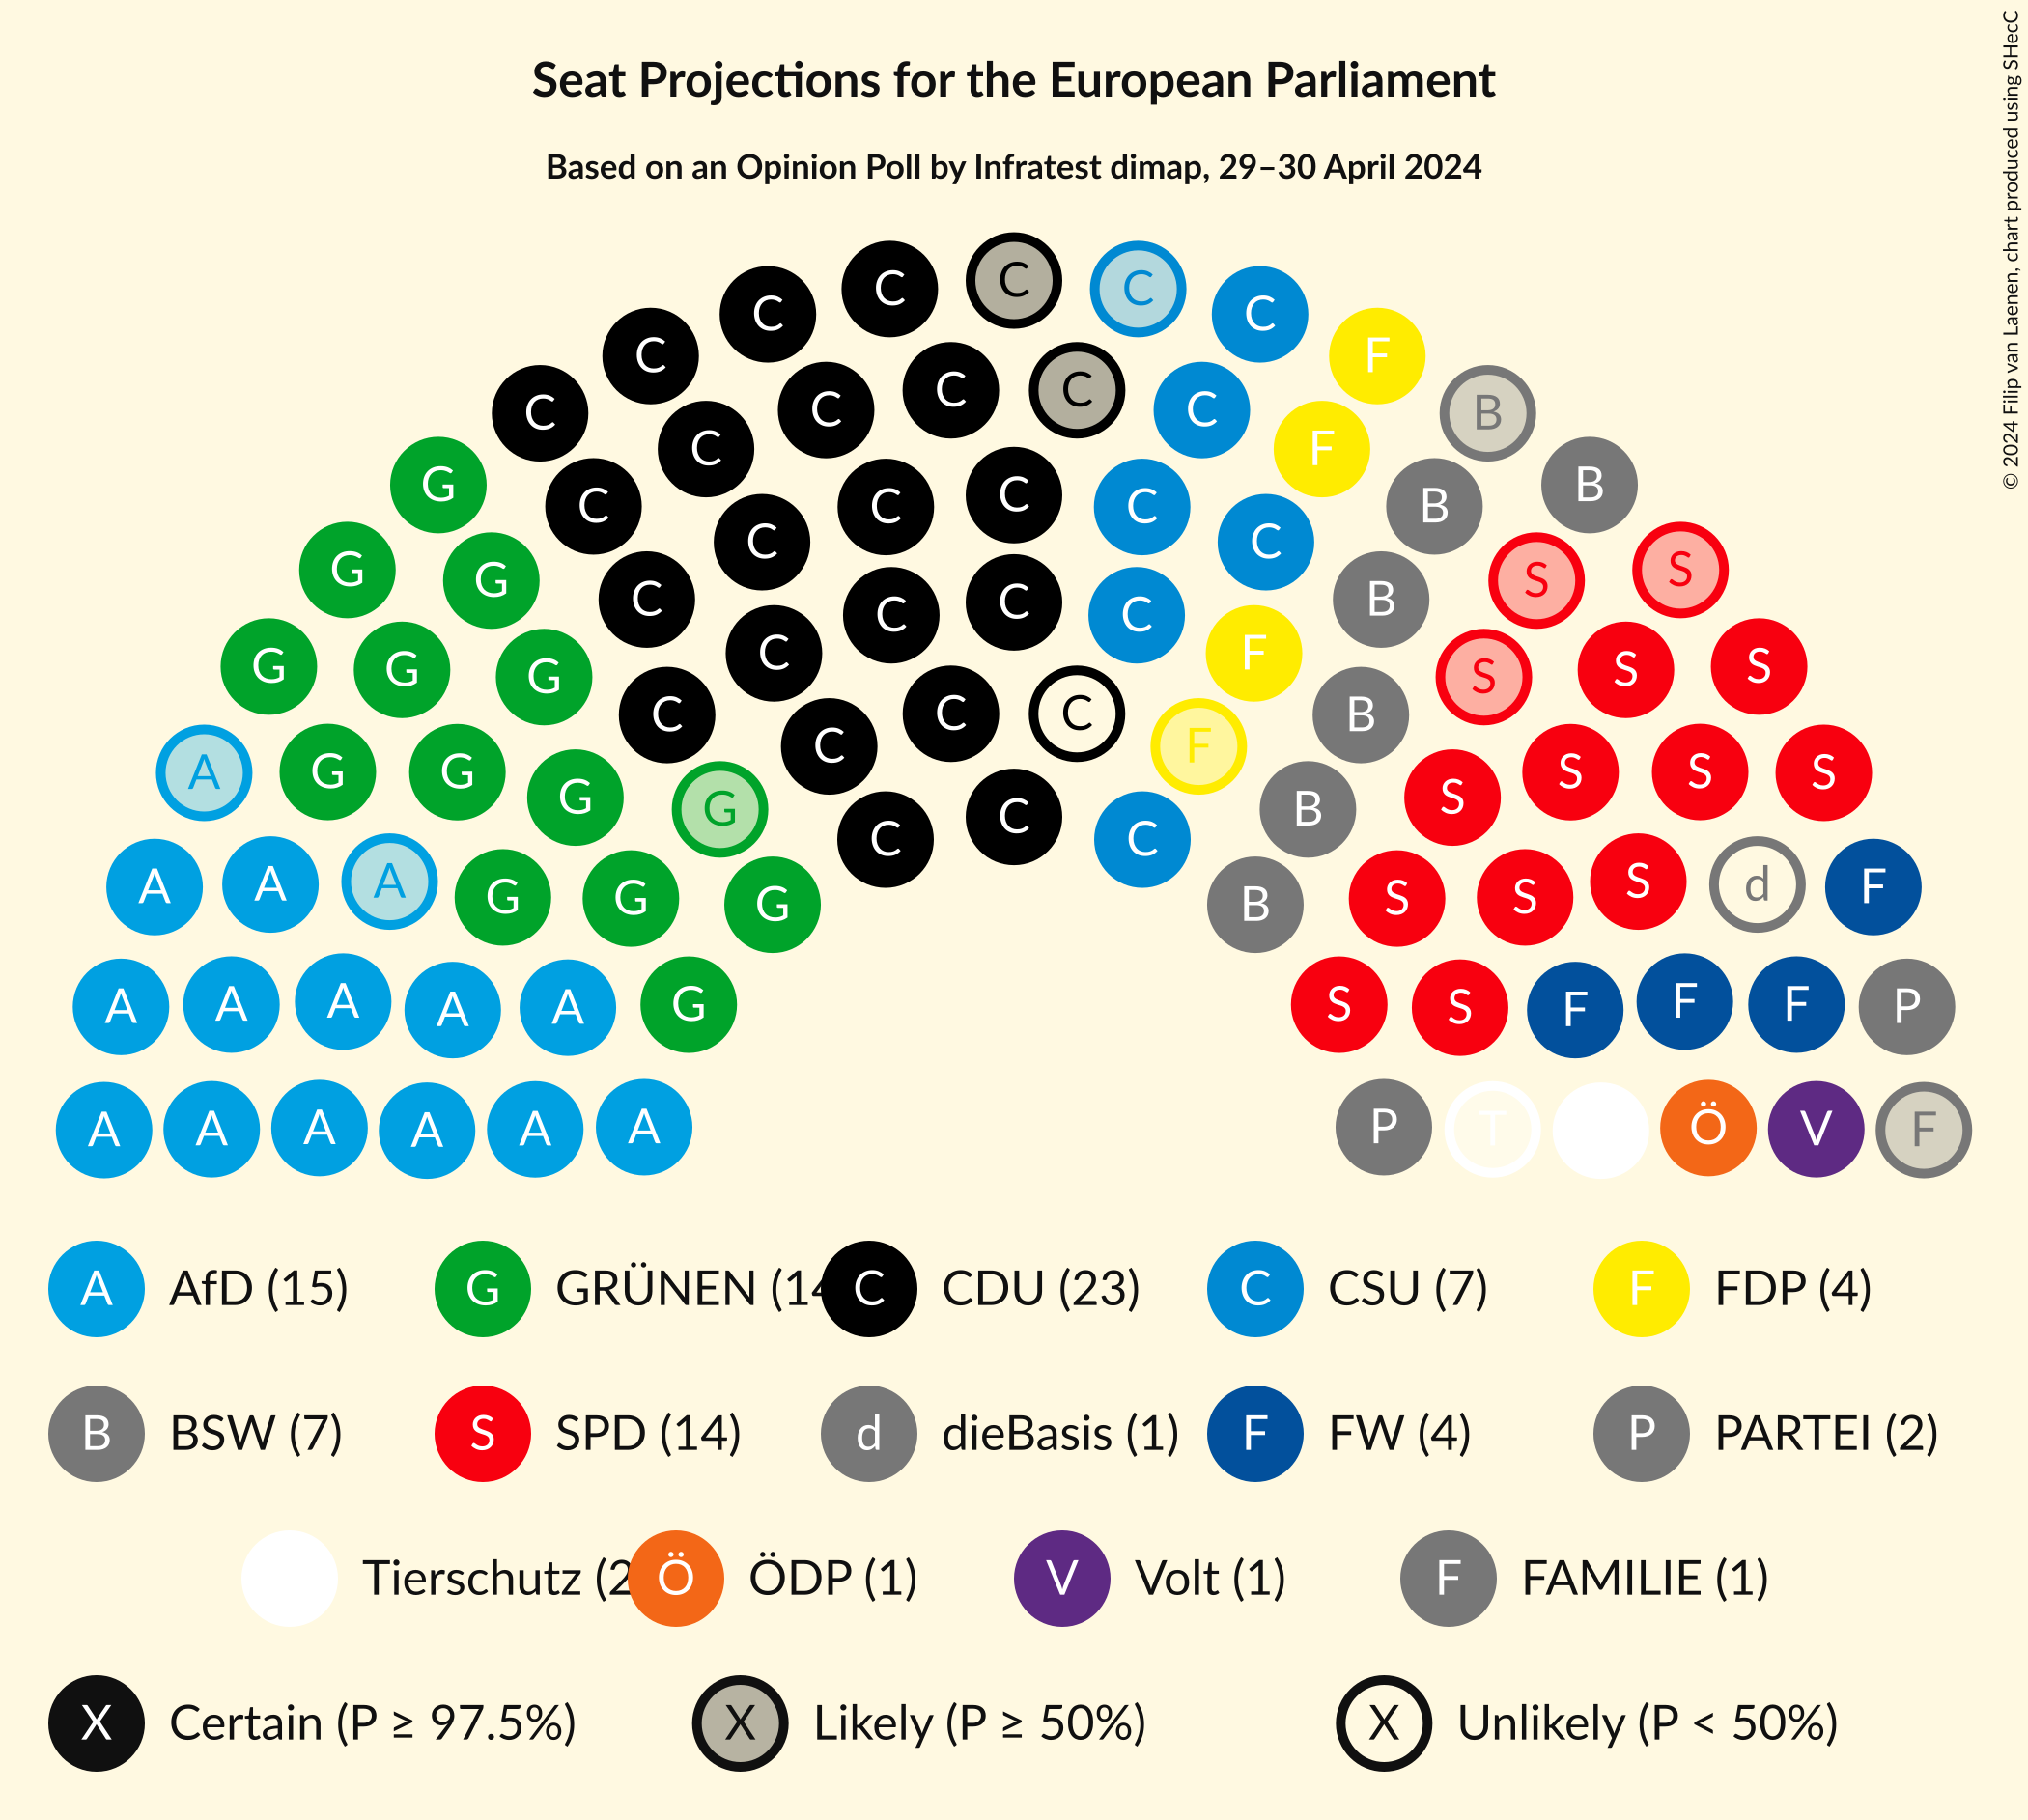 Seat Projections for the European Parliament
Based on an Opinion Poll by Infratest dimap, 29–30 April 2024
© 2024 Filip van Laenen, chart produced using SHecC
C C C C C
C F
C C C C C B
C F
G C C B
C C C C B
G G C C S S
C C C F B
G G G C C C C F B S S S
A G G G G C C B S S S S
A A A G G G C C C B S S S d F
A A A A A G S S F F F P
A A A A A A P T Ö V F
A AfD (15) G GRÜNEN (14 C CDU (23) C CSU (7) F FDP (4)
B BSW (7) S SPD (14) d dieBasis (1) F FW (4) P PARTEI (2)
Tierschutz (2 Ö ÖDP (1) V Volt (1) F FAMILIE (1)
X Certain (P ≥ 97.5%) X Likely (P ≥ 50%) X Unlikely (P < 50%)